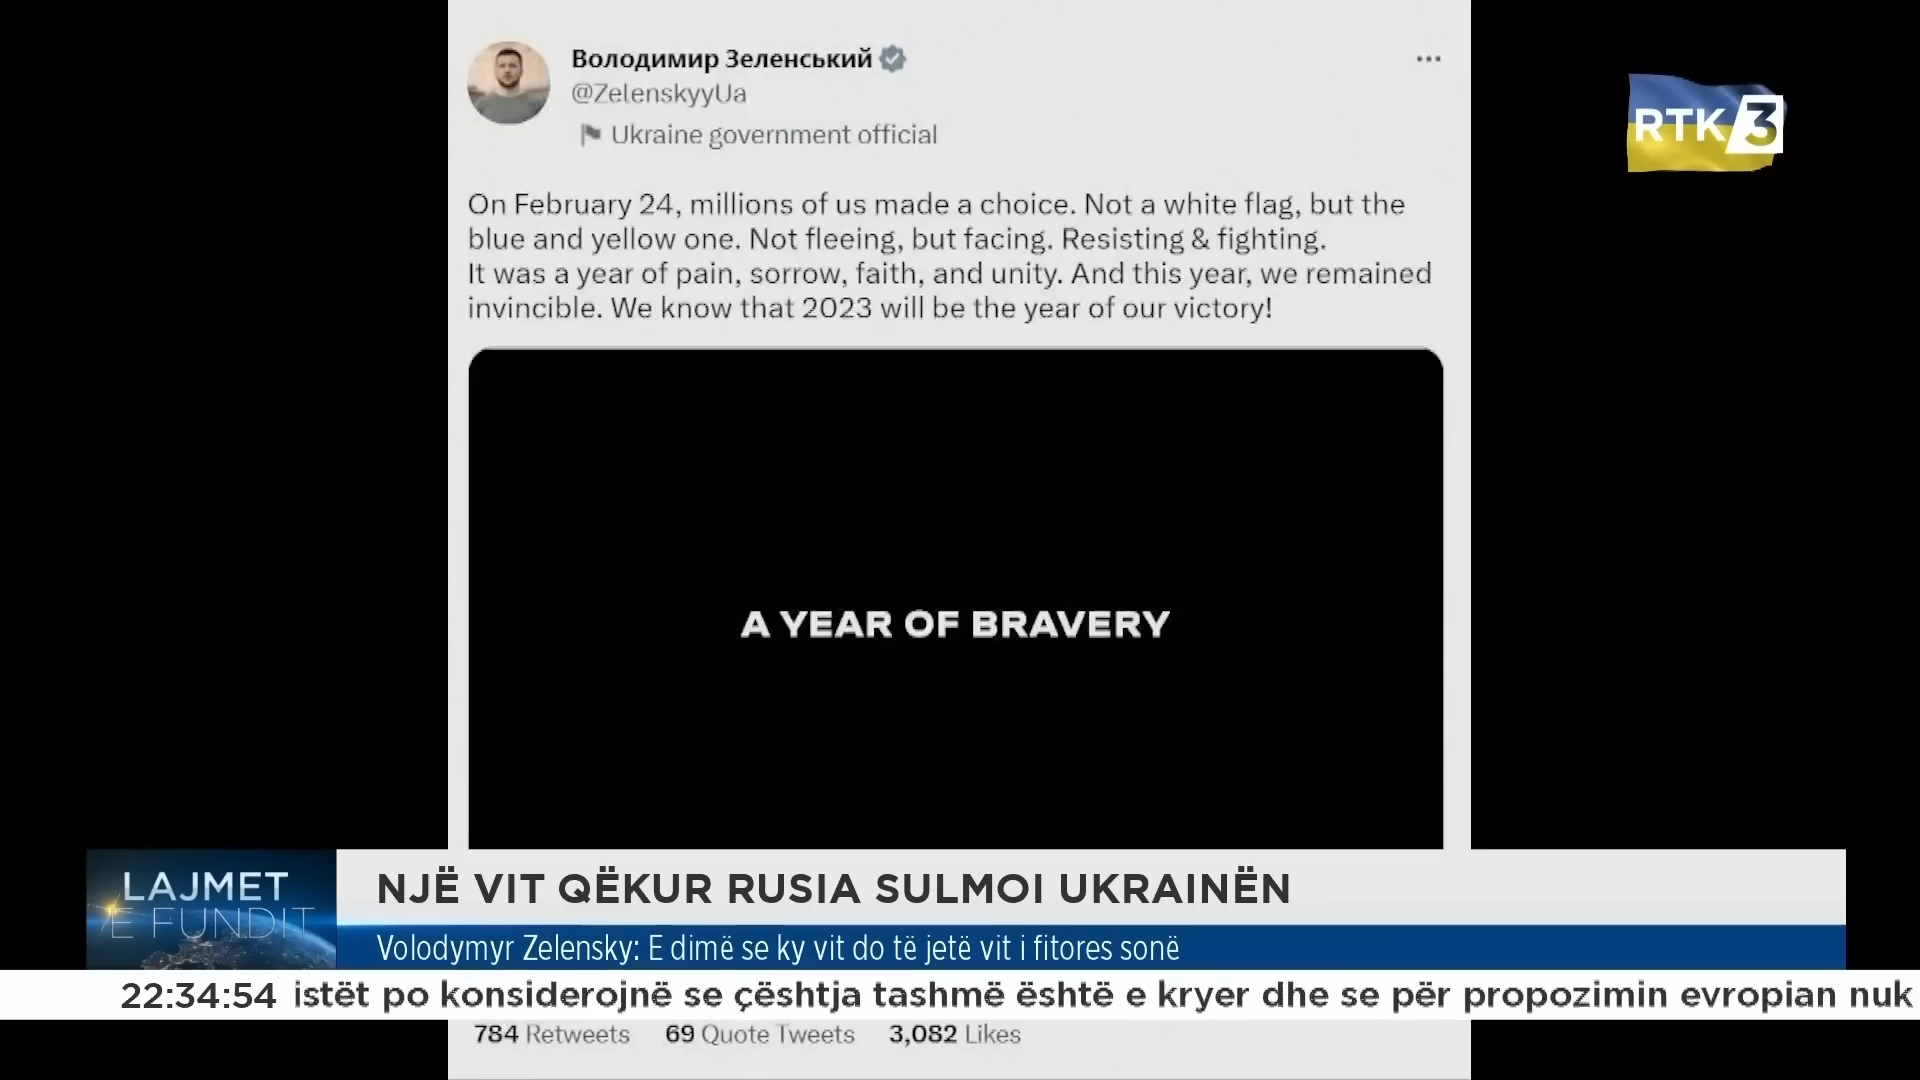 Володимир Зеленський
@ZelenskyyUa
Ukraine government official
RTK 3
On February 24, millions of us made a choice. Not a white flag, but the
blue and yellow one. Not fleeing, but facing. Resisting & fighting.
It was a year of pain, sorrow, faith, and unity. And this year, we remained
invincible. We know that 2023 will be the year of our victory!
A YEAR OF BRAVERY
LAJMET
E FUNDIT
NJË VIT QËKUR RUSIA SULMOI UKRAINËN
Volodymyr Zelensky: E dimë se ky vit do të jetë vit i fitores sonë
22:34:54 istët po konsiderojnë se çështja tashmë është e kryer dhe se për propozimin evropian nuk
784 Retweets 69 Quote Tweets 3,082 Likes